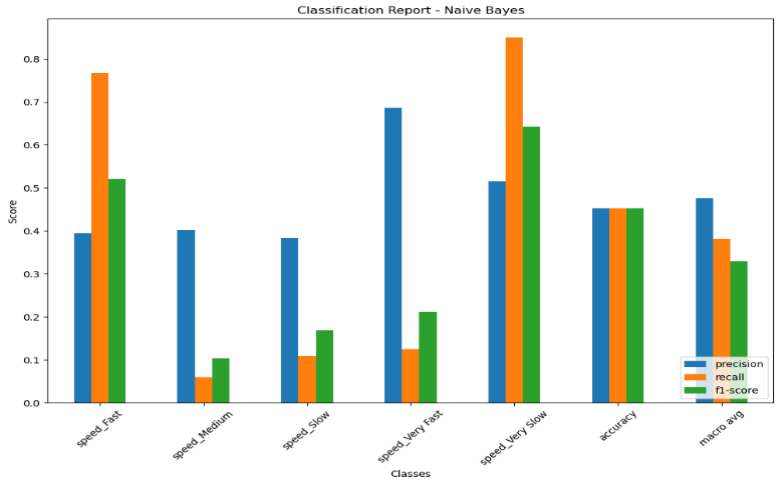 Classification Report - Naive Bayes
Score
0.8
0.7
0.6
0.5
0.4
0.3
0.2
0.1
0.0
precision
recall
f1-score
speed_Fast
speed_Medium
speed_Slow
speed_Very Fast
speed_Very Slow
accuracy
macro avg
Classes